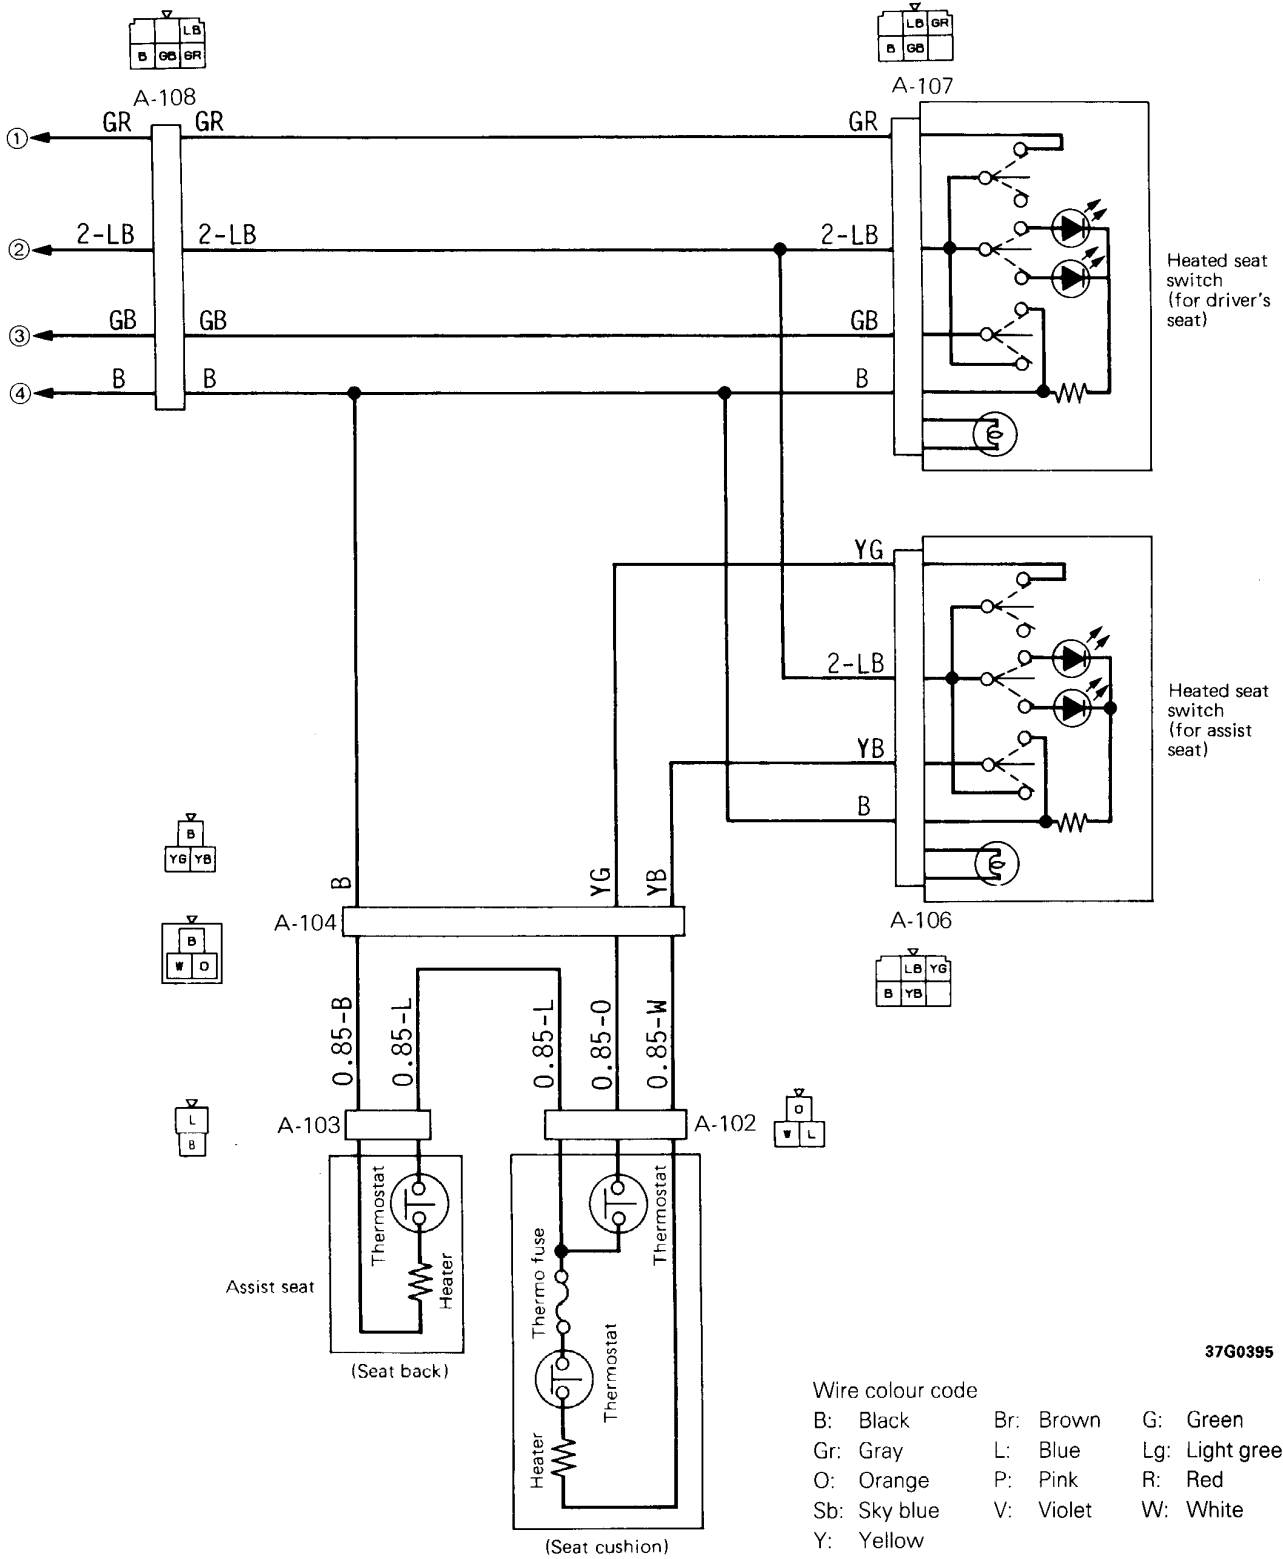 LB
B GB GR
A-108
LB GR
B GB
A-107
① GR GR GR
② 2-LB 2-LB 2-LB
③ GB GB GB
④ B B B
Heated seat
switch
(for driver's
seat)
YG
2-LB
YB
B
Heated seat
switch
(for assist
seat)
A-106
LB YG
B YB
B
YG YB
B YG YB
A-104
B
W O
0.85-B 0.85-L 0.85-L 0.85-O 0.85-W
L
B
A-103
A-102
O
W L
Thermostat
Heater
Assist seat
(Seat back)
Thermostat
Thermo fuse
Thermostat
Heater
(Seat cushion)
37G0395
Wire colour code
B: Black Br: Brown G: Green
Gr: Gray L: Blue Lg: Light gree
O: Orange P: Pink R: Red
Sb: Sky blue V: Violet W: White
Y: Yellow